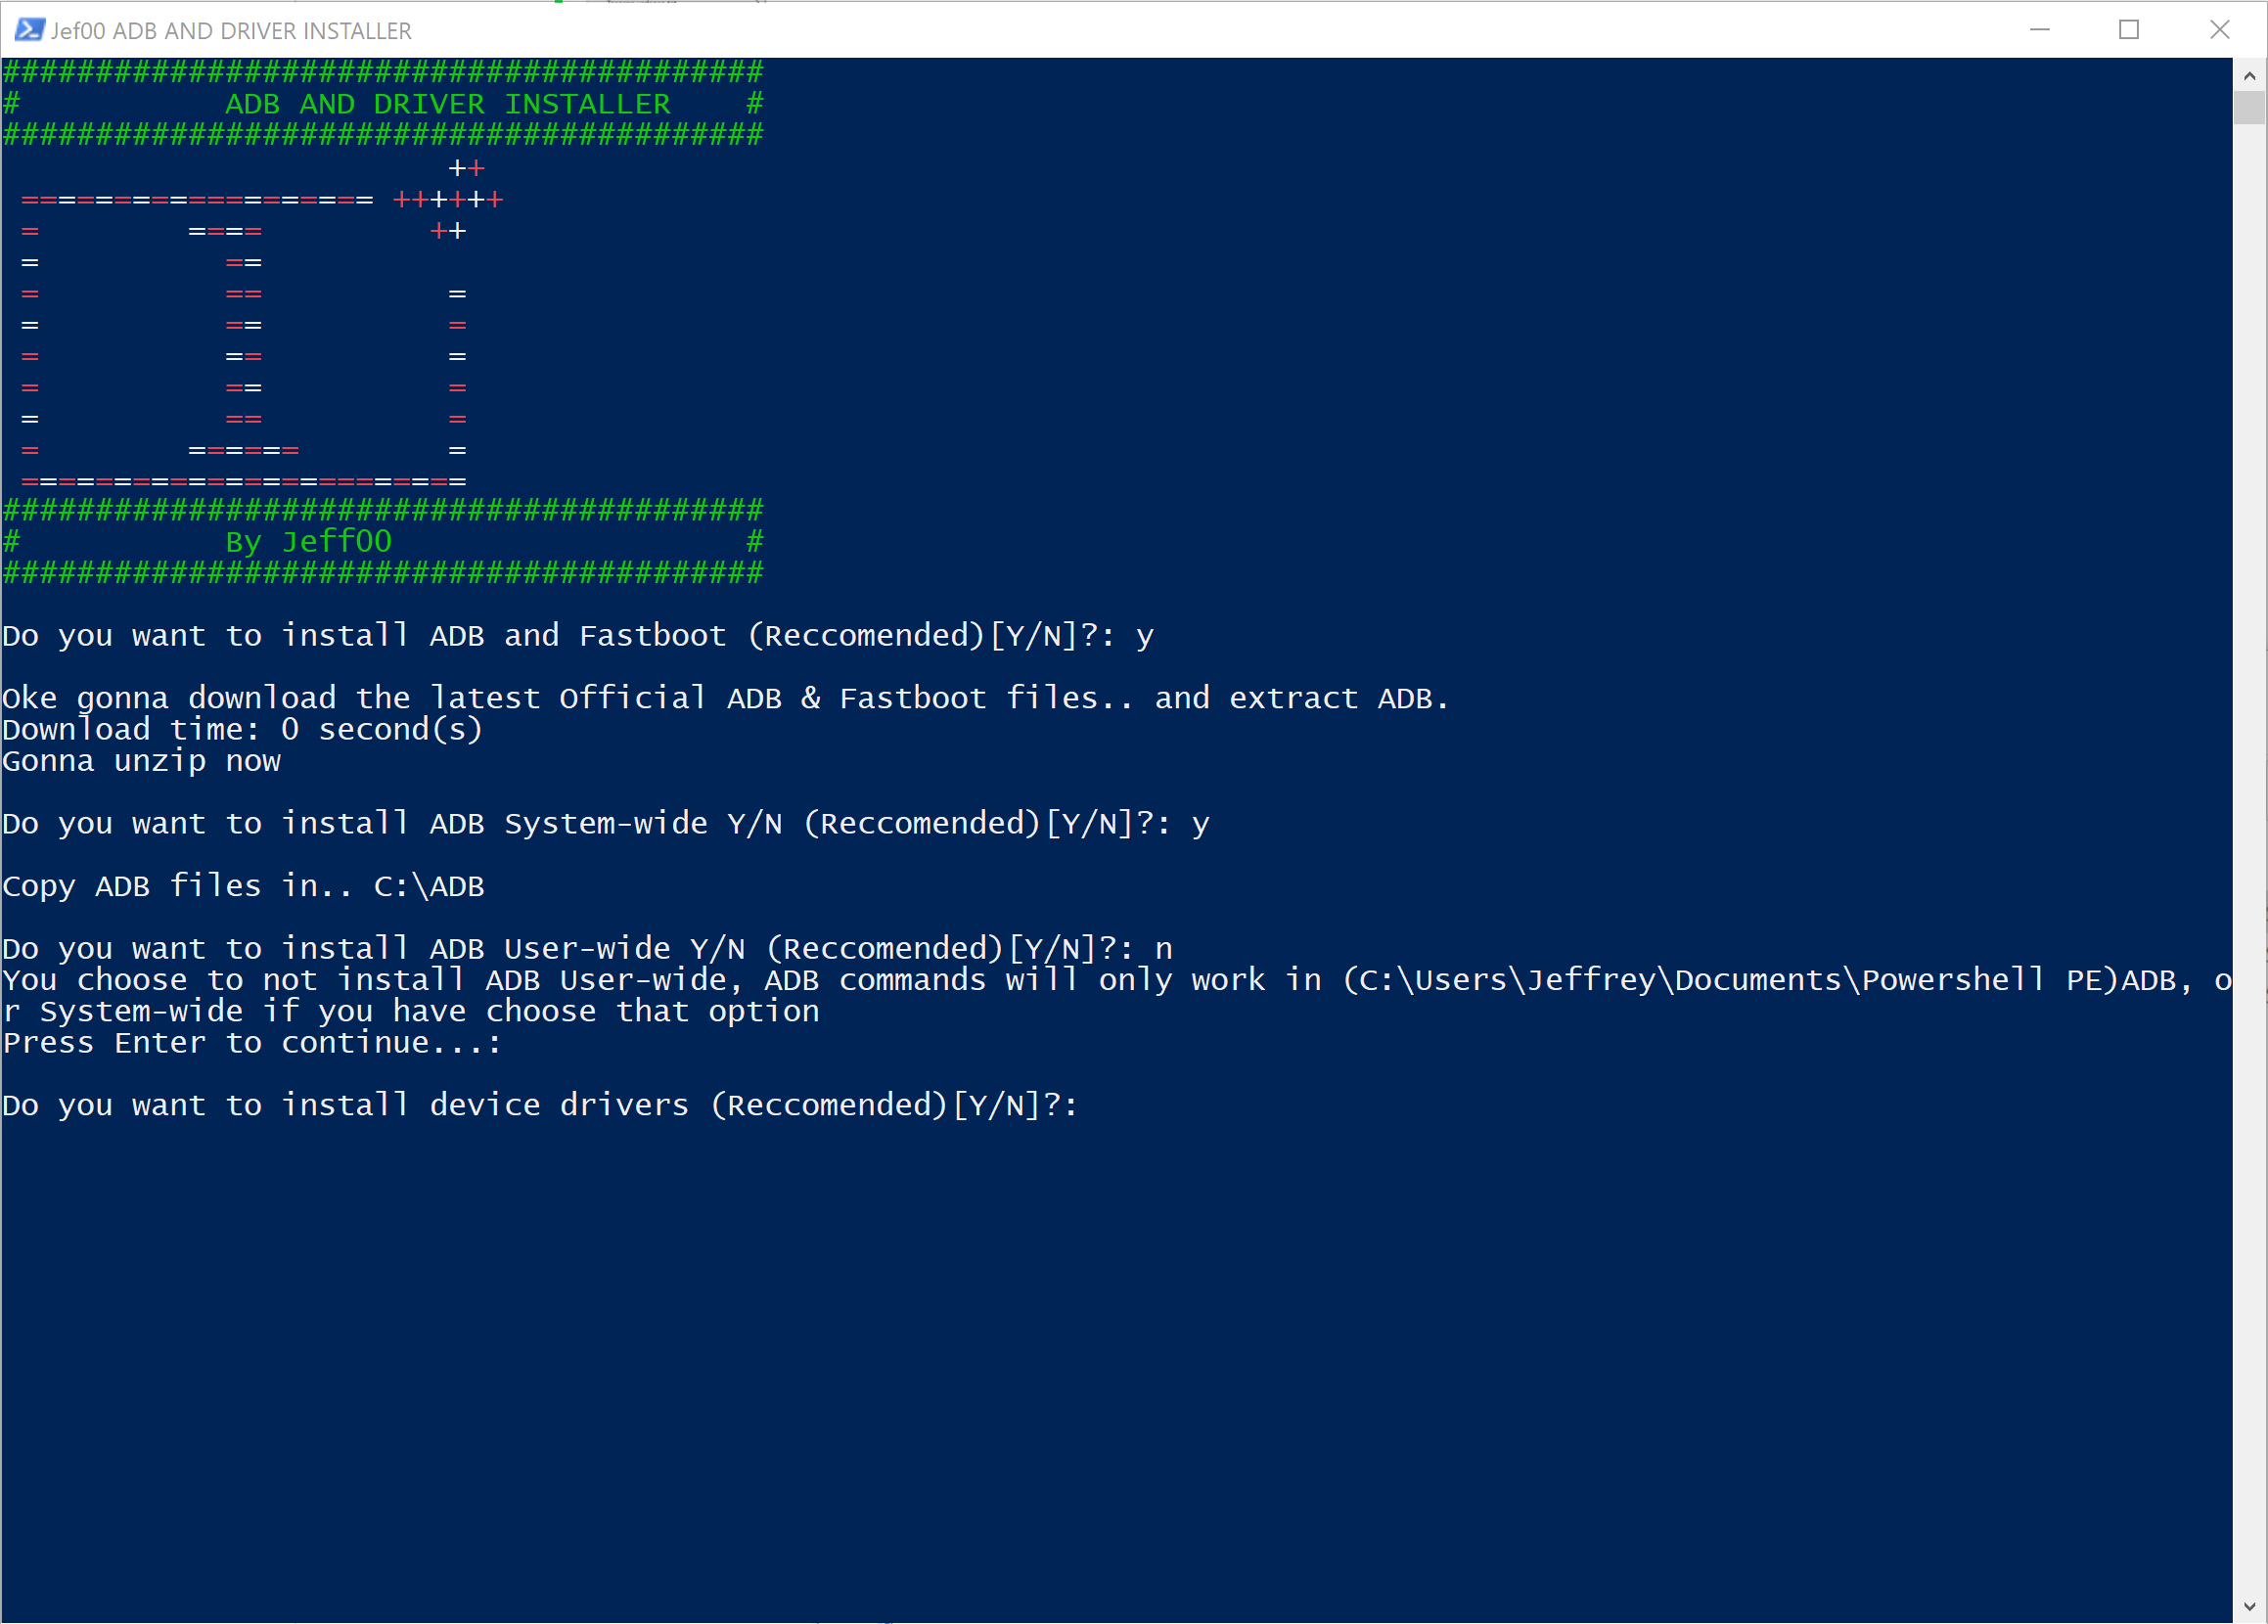 Jef00 ADB AND DRIVER INSTALLER
#########################################
#           ADB AND DRIVER INSTALLER    #
#########################################
                        ++
 =================== ++++++
 =        ====         ++
 =          ==
 =          ==          =
 =          ==          =
 =          ==          =
 =          ==          =
 =          ==          =
 =        ======        =
 ========================
#########################################
#           By Jeff00                   #
#########################################
Do you want to install ADB and Fastboot (Reccomended)[Y/N]?: y
Oke gonna download the latest Official ADB & Fastboot files.. and extract ADB.
Download time: 0 second(s)
Gonna unzip now
Do you want to install ADB System-wide Y/N (Reccomended)[Y/N]?: y
Copy ADB files in.. C:\ADB
Do you want to install ADB User-wide Y/N (Reccomended)[Y/N]?: n
You choose to not install ADB User-wide, ADB commands will only work in (C:\Users\Jeffrey\Documents\Powershell PE)ADB, o
r System-wide if you have choose that option
Press Enter to continue...:
Do you want to install device drivers (Reccomended)[Y/N]?: